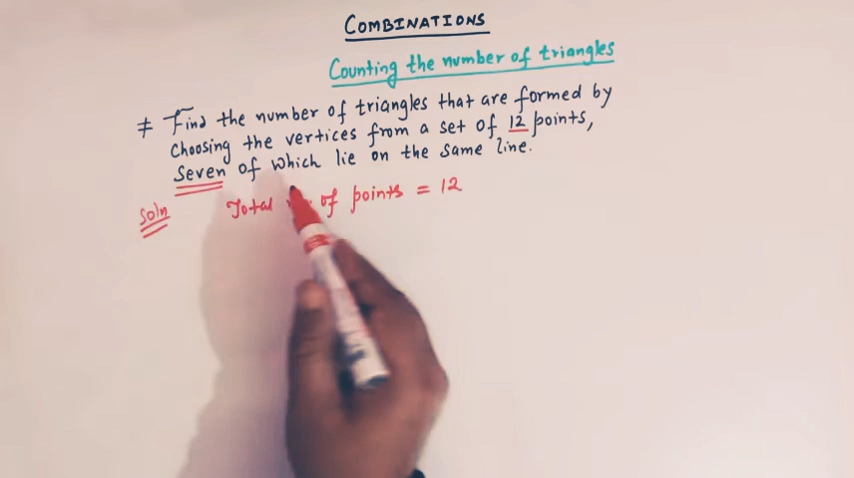 COMBINATIONS
Counting the number of triangles
≠ Find the number of triangles that are formed by
choosing the vertices from a set of 12 points,
Seven of which lie on the same line.
Soln Total of points = 12